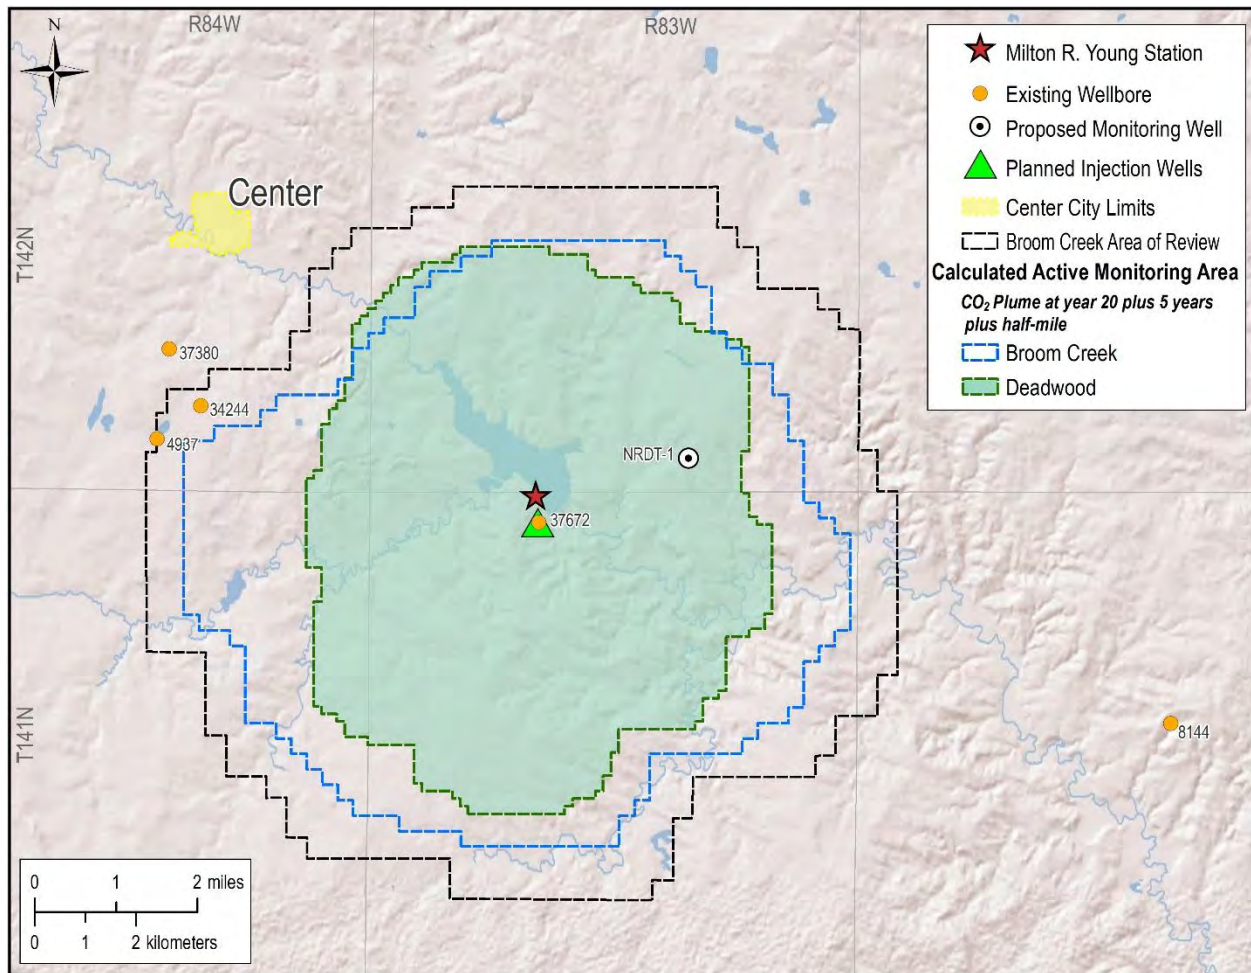 R84W
R83W
N
Milton R. Young Station
Existing Wellbore
Proposed Monitoring Well
Planned Injection Wells
Center City Limits
Broom Creek Area of Review
Calculated Active Monitoring Area
CO₂ Plume at year 20 plus 5 years
plus half-mile
Broom Creek
Deadwood
Center
T142N
37380
34244
4937
NRDT-1
37672
T141N
8144
0 1 2 miles
0 1 2 kilometers